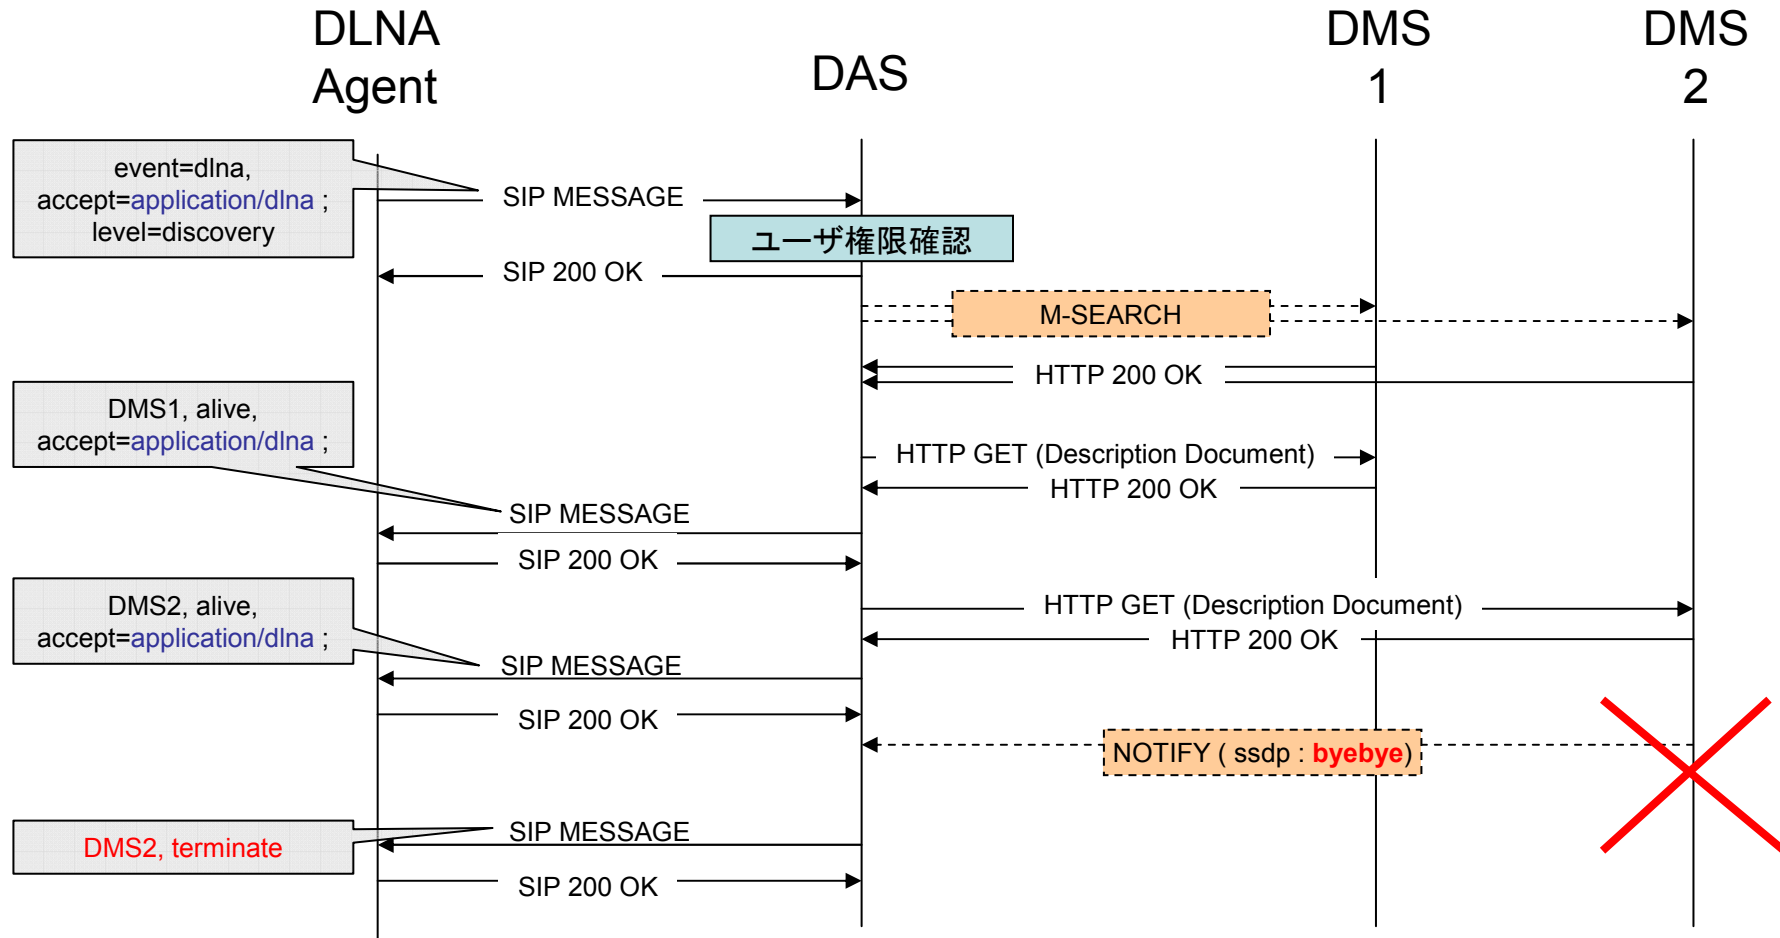 DLNA
Agent
DAS
DMS
1
DMS
2
event=dlna,
accept=application/dlna ;
level=discovery
SIP MESSAGE
ユーザ権限確認
SIP 200 OK
M-SEARCH
HTTP 200 OK
DMS1, alive,
accept=application/dlna ;
HTTP GET (Description Document)
HTTP 200 OK
SIP MESSAGE
SIP 200 OK
DMS2, alive,
accept=application/dlna ;
HTTP GET (Description Document)
HTTP 200 OK
SIP MESSAGE
SIP 200 OK
NOTIFY ( ssdp : byebye)
DMS2, terminate
SIP MESSAGE
SIP 200 OK